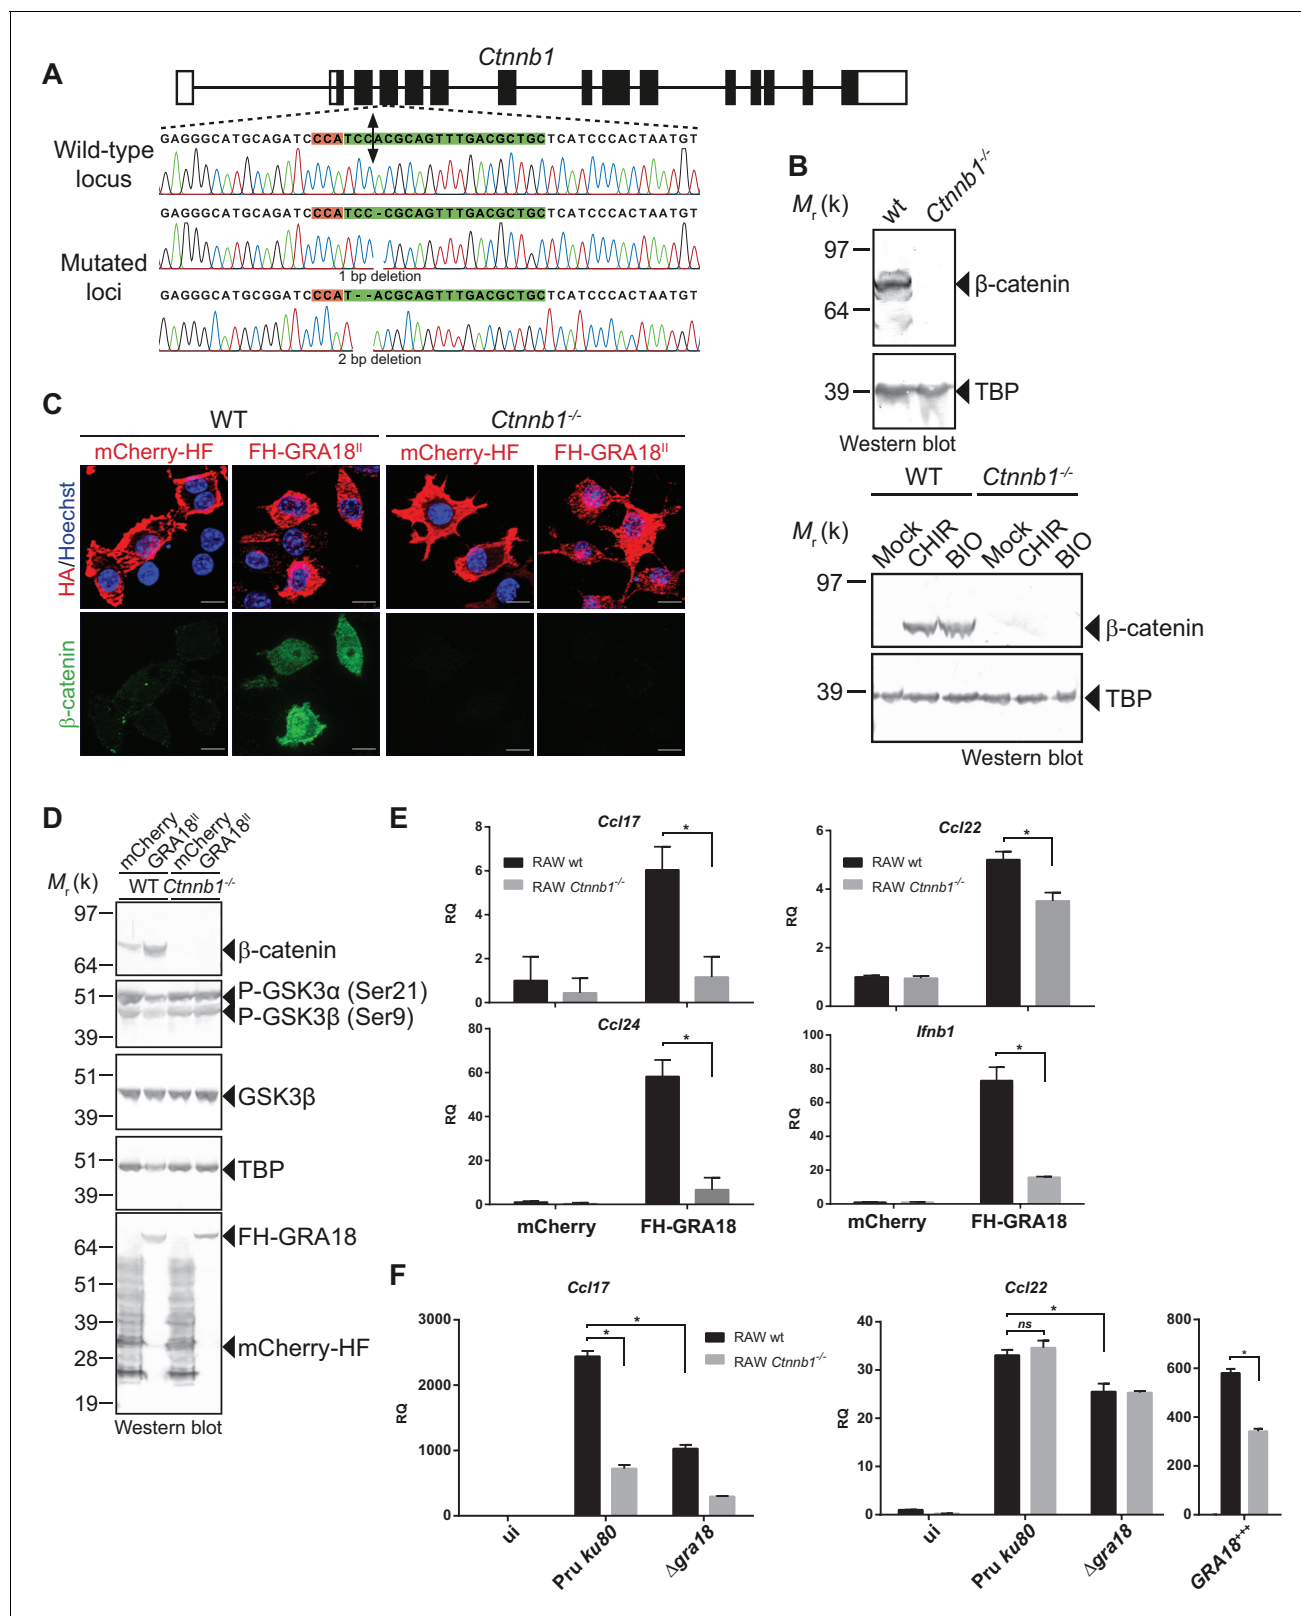 A
Ctnnb1
Wild-type
locus
GAGGGCATGCAGATCCCATCCACGCAGTTTGACGCTGCTCATCCCACTAATGT
GAGGGCATGCAGATCCCATCC-CGCAGTTTGACGCTGCTCATCCCACTAATGT
Mutated
loci
1 bp deletion
GAGGGCATGCGGATCCCAT--ACGCAGTTTGACGCTGCTCATCCCACTAATGT
2 bp deletion
B
Mr (k)
wt
Ctnnb1-/-
97
β-catenin
64
39
TBP
Western blot
WT
Ctnnb1-/-
Mr (k)
Mock
CHIR
BIO
Mock
CHIR
BIO
97
β-catenin
39
TBP
Western blot
C
WT
Ctnnb1-/-
mCherry-HF
FH-GRA18II
mCherry-HF
FH-GRA18II
HA/Hoechst
β-catenin
D
mCherry
GRA18II
mCherry
GRA18II
Mr (k)
WT
Ctnnb1-/-
97
β-catenin
64
51
P-GSK3α (Ser21)
P-GSK3β (Ser9)
39
51
GSK3β
39
51
TBP
39
FH-GRA18
64
51
39
mCherry-HF
28
19
Western blot
E
Ccl17
8
6
4
2
0
RQ
*
RAW wt
RAW Ctnnb1-/-
Ccl22
6
4
2
0
RQ
*
Ccl24
80
60
40
20
0
RQ
*
mCherry
FH-GRA18
Ifnb1
100
80
60
40
20
0
RQ
*
mCherry
FH-GRA18
F
Ccl17
3000
2000
1000
0
RQ
*
*
RAW wt
RAW Ctnnb1-/-
ui
Pru ku80
Δgra18
Ccl22
40
30
20
10
0
RQ
*
ns
ui
Pru ku80
Δgra18
800
600
400
200
0
*
GRA18+++